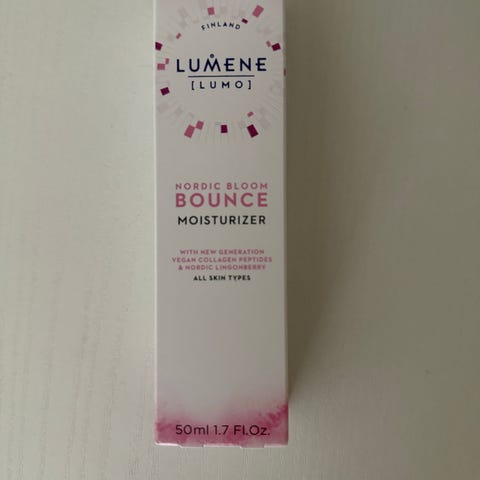 FINLAND
LUMENE
[LUMO]
NORDIC BLOOM
BOUNCE
MOISTURIZER
WITH NEW GENERATION
VEGAN COLLAGEN PEPTIDES
& NORDIC LINGONBERRY
ALL SKIN TYPES
50ml 1.7 Fl.Oz.